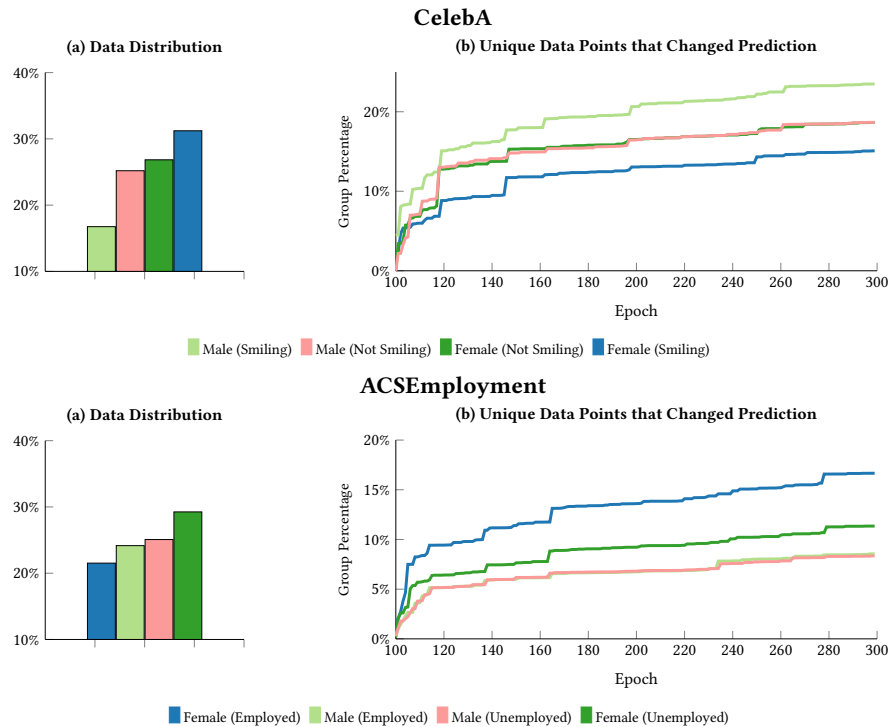 CelebA
(a) Data Distribution
40%
30%
20%
10%
(b) Unique Data Points that Changed Prediction
Group Percentage
20%
10%
0%
100 120 140 160 180 200 220 240 260 280 300
Epoch
Male (Smiling) Male (Not Smiling) Female (Not Smiling) Female (Smiling)
ACSEmployment
(a) Data Distribution
40%
30%
20%
10%
(b) Unique Data Points that Changed Prediction
Group Percentage
20%
15%
10%
5%
0%
100 120 140 160 180 200 220 240 260 280 300
Epoch
Female (Employed) Male (Employed) Male (Unemployed) Female (Unemployed)